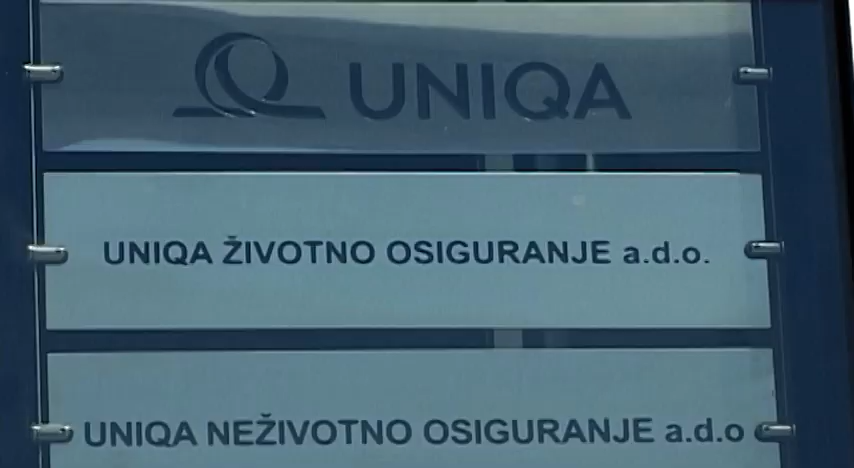 UNIQA
UNIQA ŽIVOTNO OSIGURANJE a.d.o.
UNIQA NEŽIVOTNO OSIGURANJE a.d.o